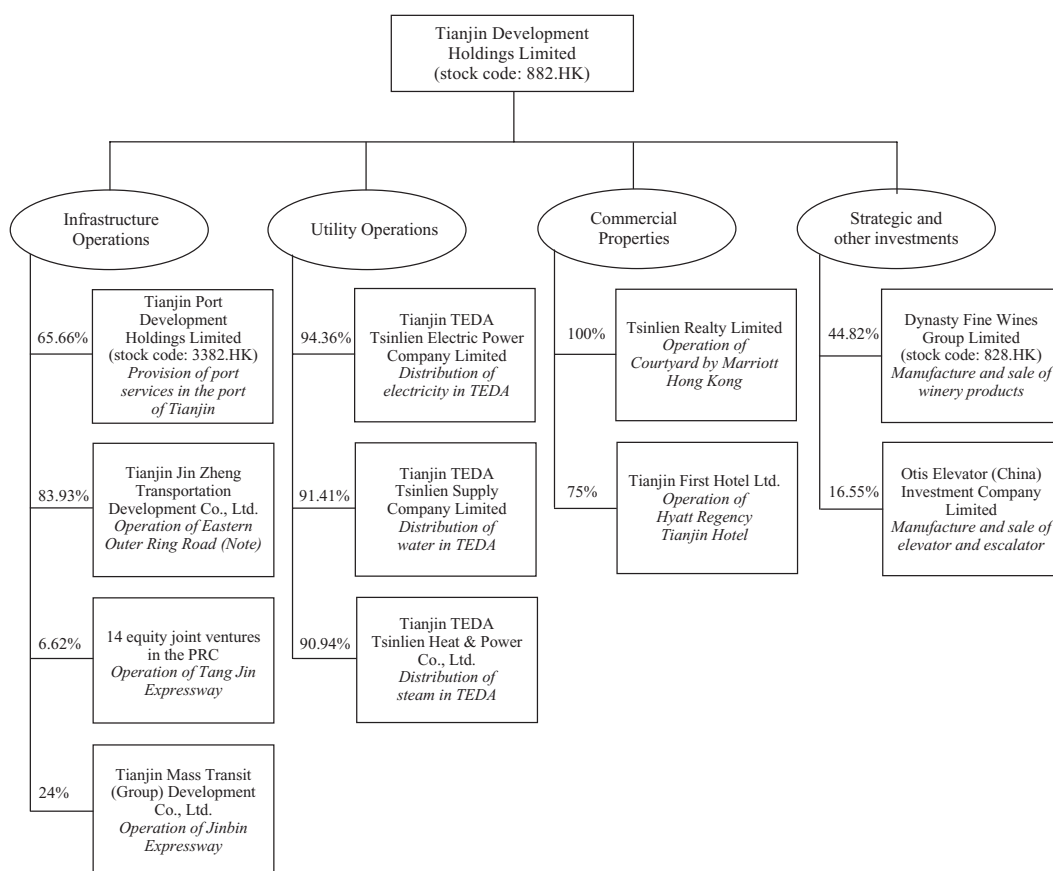 Tianjin Development
Holdings Limited
(stock code: 882.HK)
Infrastructure
Operations
Utility Operations
Commercial
Properties
Strategic and
other investments
65.66%
Tianjin Port
Development
Holdings Limited
(stock code: 3382.HK)
Provision of port
services in the port
of Tianjin
83.93%
Tianjin Jin Zheng
Transportation
Development Co., Ltd.
Operation of Eastern
Outer Ring Road (Note)
6.62%
14 equity joint ventures
in the PRC
Operation of Tang Jin
Expressway
24%
Tianjin Mass Transit
(Group) Development
Co., Ltd.
Operation of Jinbin
Expressway
94.36%
Tianjin TEDA
Tsinlien Electric Power
Company Limited
Distribution of
electricity in TEDA
91.41%
Tianjin TEDA
Tsinlien Supply
Company Limited
Distribution of
water in TEDA
90.94%
Tianjin TEDA
Tsinlien Heat & Power
Co., Ltd.
Distribution of
steam in TEDA
100%
Tsinlien Realty Limited
Operation of
Courtyard by Marriott
Hong Kong
75%
Tianjin First Hotel Ltd.
Operation of
Hyatt Regency
Tianjin Hotel
44.82%
Dynasty Fine Wines
Group Limited
(stock code: 828.HK)
Manufacture and sale of
winery products
16.55%
Otis Elevator (China)
Investment Company
Limited
Manufacture and sale of
elevator and escalator